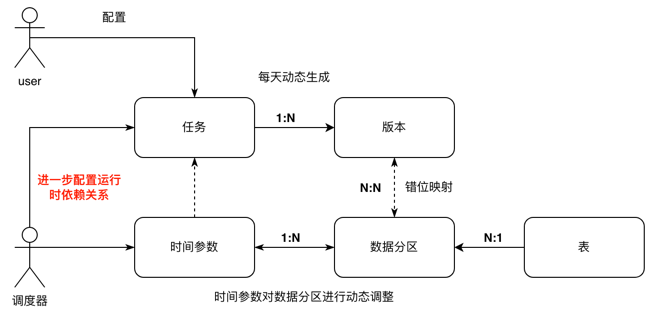 配置
user
每天动态生成
任务
1:N
版本
进一步配置运行
时依赖关系
N:N
错位映射
时间参数
1:N
数据分区
N:1
表
调度器
时间参数对数据分区进行动态调整